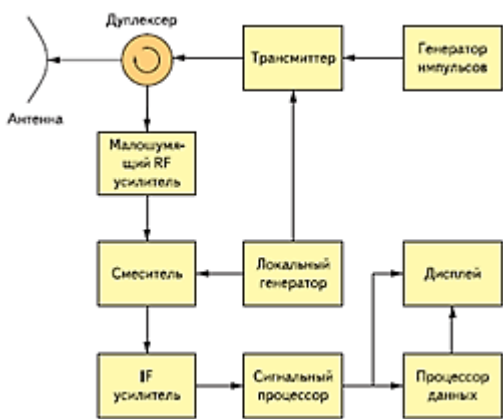 Дуплексер
Трансмиттер
Генератор
импульсов
Антенна
Малошумя-
щий RF
усилитель
Смеситель
Локальный
генератор
Дисплей
IF
усилитель
Сигнальный
процессор
Процессор
данных